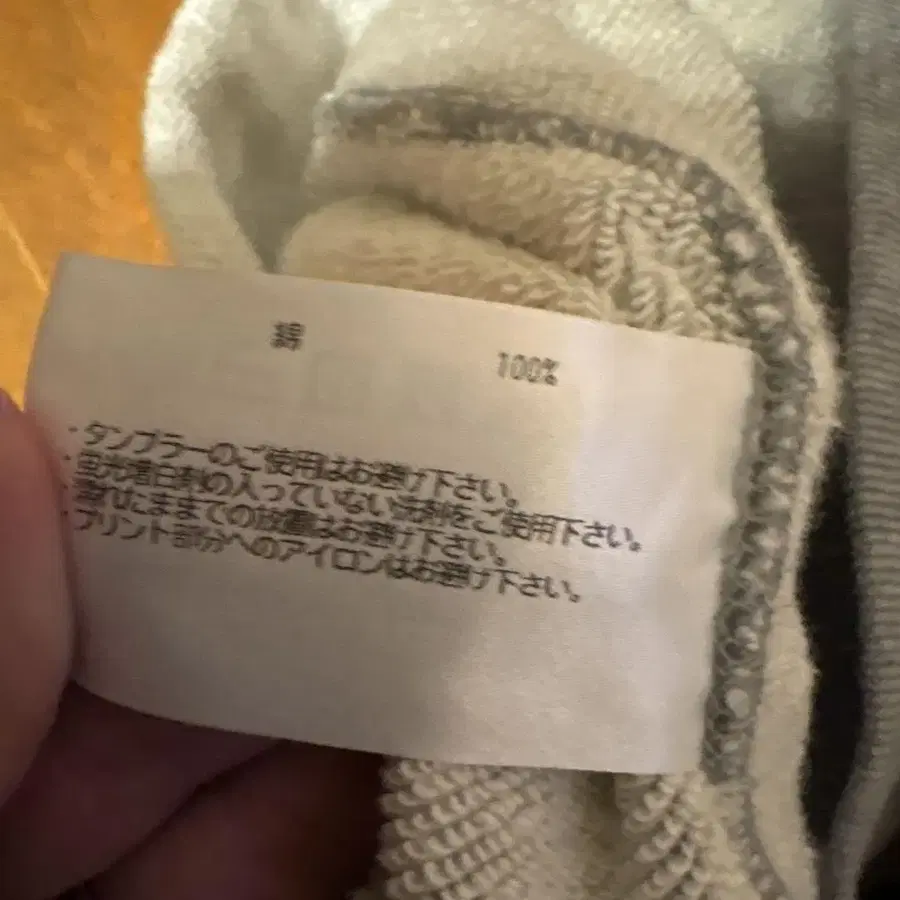 綿
100%
・タンブラーのご使用はお避け下さい。
・蛍光増白剤の入っていない洗剤をご使用下さい。
・濡れたままでの放置はお避け下さい。
・プリント部分へのアイロンはお避け下さい。